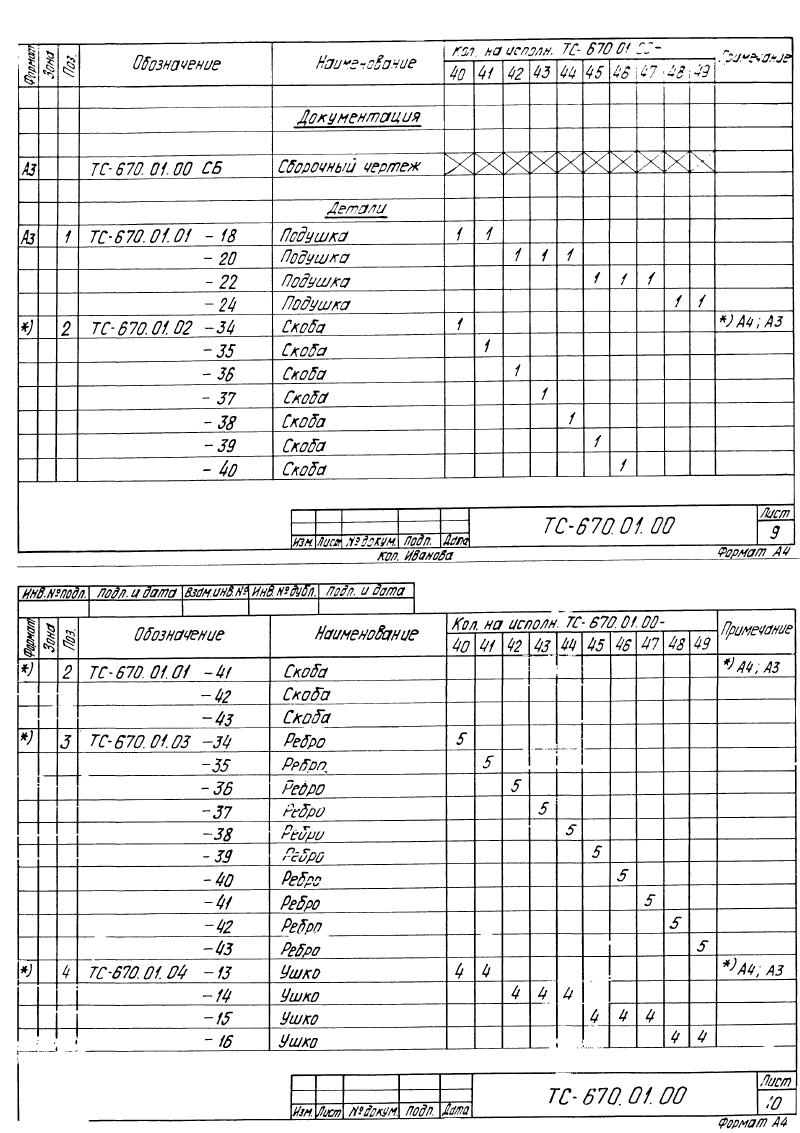 Формат Зона Поз. Обозначение Наименование Кол. на исполн. ТС-670.01.00- Примечание
40 41 42 43 44 45 46 47 48 49
Документация
А3 ТС-670.01.00 СБ Сборочный чертеж
Детали
А3 1 ТС-670.01.01 -18 Подушка 1 1
-20 Подушка 1 1 1
-22 Подушка 1 1 1
-24 Подушка 1 1
*) 2 ТС-670.01.02 -34 Скоба 1 *) А4; А3
-35 Скоба 1
-36 Скоба 1
-37 Скоба 1
-38 Скоба 1
-39 Скоба 1
-40 Скоба 1
ТС-670.01.00 Лист
9
Изм. Лист № докум. Подп. Дата
Коп. Иванова Формат А4
Инв.№подл. Подп. и дата Взам.инв.№ Инв.№дубл. Подп. и дата
Формат Зона Поз. Обозначение Наименование Кол. на исполн. ТС-670.01.00- Примечание
40 41 42 43 44 45 46 47 48 49
*) 2 ТС-670.01.01 -41 Скоба *) А4; А3
-42 Скоба
-43 Скоба
*) 3 ТС-670.01.03 -34 Ребро 5
-35 Ребро 5
-36 Ребро 5
-37 Ребро 5
-38 Ребро 5
-39 Ребро 5
-40 Ребро 5
-41 Ребро 5
-42 Ребро 5
-43 Ребро 5
*) 4 ТС-670.01.04 -13 Ушко 4 4 *) А4; А3
-14 Ушко 4 4 4
-15 Ушко 4 4 4
-16 Ушко 4 4
ТС-670.01.00 Лист
10
Изм. Лист № докум. Подп. Дата
Формат А4